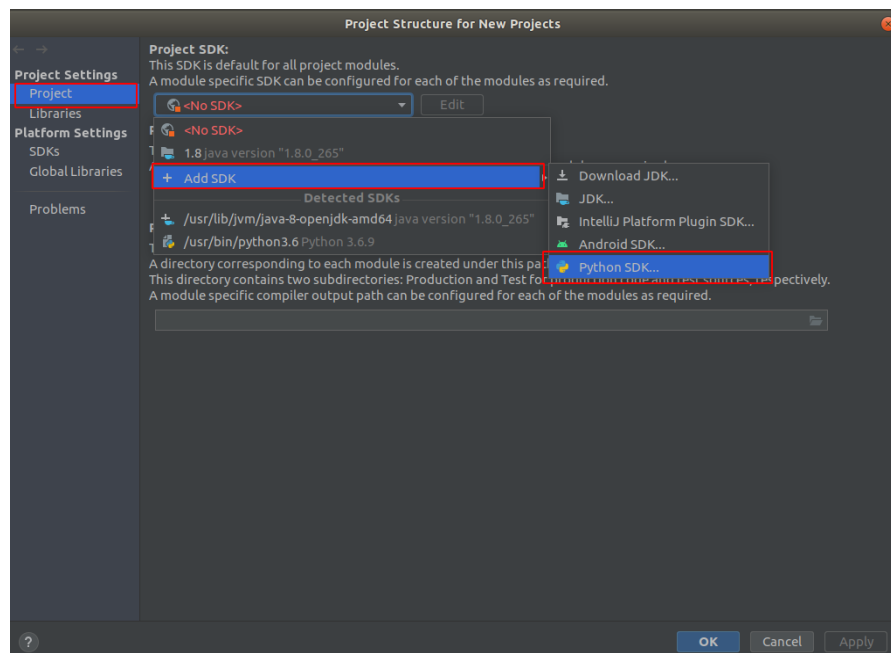 Project Structure for New Projects
Project Settings
Project
Libraries
Platform Settings
SDKs
Global Libraries
Problems
Project SDK:
This SDK is default for all project modules.
A module specific SDK can be configured for each of the modules as required.
<No SDK>
Edit
<No SDK>
1.8 java version "1.8.0_265"
+ Add SDK
Detected SDKs
/usr/lib/jvm/java-8-openjdk-amd64 java version "1.8.0_265"
/usr/bin/python3.6 Python 3.6.9
Download JDK...
JDK...
IntelliJ Platform Plugin SDK...
Android SDK...
Python SDK...
A directory corresponding to each module is created under this
This directory contains two subdirectories: Production and Test for production code and test sources, respectively.
A module specific compiler output path can be configured for each of the modules as required.
?
OK
Cancel
Apply